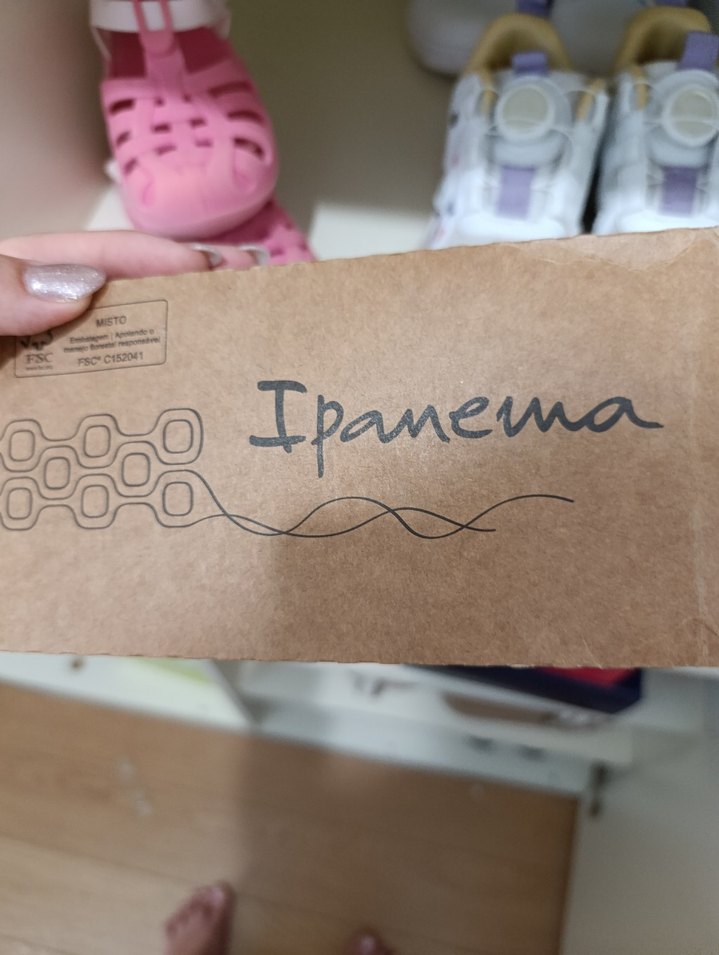 MISTO
Embalagem | Apoiando o
manejo florestal responsável
FSC® C152041
FSC
Ipanema